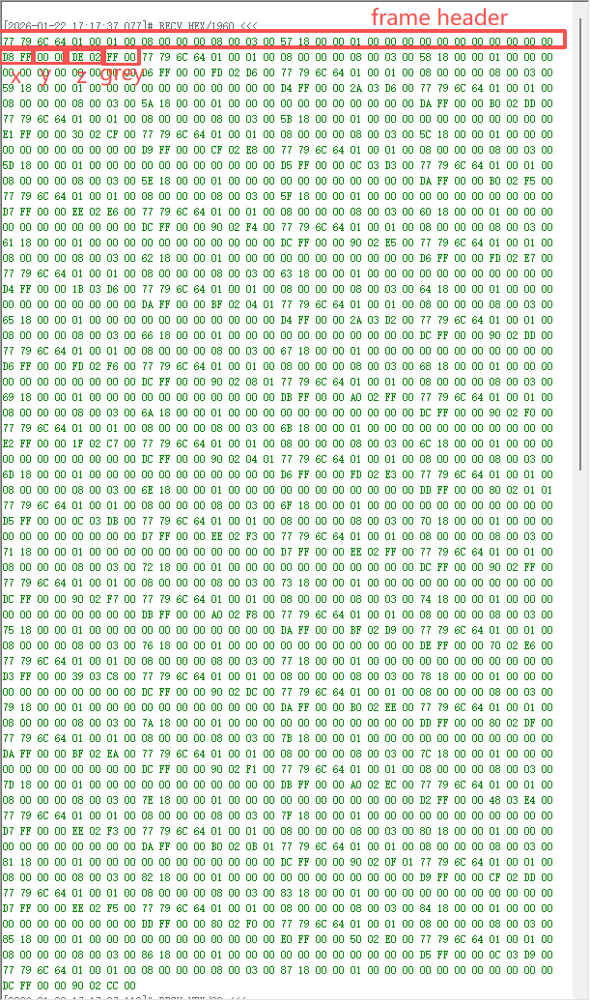 frame header
[2026-01-22 17:17:37.077]# RECV HEX/1960 <<<
77 79 6C 64 01 00 01 00 08 00 00 00 08 00 03 00 57 18 00 00 01 00 00 00 00 00 00 00 00 00 00 00
D8 FF 00 00 DE 02 FF 00 77 79 6C 64 01 00 01 00 08 00 00 00 08 00 03 00 58 18 00 00 01 00 00 00
x y z grey
00 00 00 00 00 00 00 00 D6 FF 00 00 FD 02 D6 00 77 79 6C 64 01 00 01 00 08 00 00 00 08 00 03 00
59 18 00 00 01 00 00 00 00 00 00 00 00 00 00 00 D4 FF 00 00 2A 03 D6 00 77 79 6C 64 01 00 01 00
08 00 00 00 08 00 03 00 5A 18 00 00 01 00 00 00 00 00 00 00 00 00 00 00 DA FF 00 00 B0 02 DD 00
77 79 6C 64 01 00 01 00 08 00 00 00 08 00 03 00 5B 18 00 00 01 00 00 00 00 00 00 00 00 00 00 00
E1 FF 00 00 30 02 CF 00 77 79 6C 64 01 00 01 00 08 00 00 00 08 00 03 00 5C 18 00 00 01 00 00 00
00 00 00 00 00 00 00 00 D9 FF 00 00 CF 02 E8 00 77 79 6C 64 01 00 01 00 08 00 00 00 08 00 03 00
5D 18 00 00 01 00 00 00 00 00 00 00 00 00 00 00 D5 FF 00 00 0C 03 D3 00 77 79 6C 64 01 00 01 00
08 00 00 00 08 00 03 00 5E 18 00 00 01 00 00 00 00 00 00 00 00 00 00 00 DA FF 00 00 B0 02 F5 00
77 79 6C 64 01 00 01 00 08 00 00 00 08 00 03 00 5F 18 00 00 01 00 00 00 00 00 00 00 00 00 00 00
D7 FF 00 00 EE 02 E6 00 77 79 6C 64 01 00 01 00 08 00 00 00 08 00 03 00 60 18 00 00 01 00 00 00
00 00 00 00 00 00 00 00 DC FF 00 00 90 02 F4 00 77 79 6C 64 01 00 01 00 08 00 00 00 08 00 03 00
61 18 00 00 01 00 00 00 00 00 00 00 00 00 00 00 DC FF 00 00 90 02 E5 00 77 79 6C 64 01 00 01 00
08 00 00 00 08 00 03 00 62 18 00 00 01 00 00 00 00 00 00 00 00 00 00 00 D6 FF 00 00 FD 02 E7 00
77 79 6C 64 01 00 01 00 08 00 00 00 08 00 03 00 63 18 00 00 01 00 00 00 00 00 00 00 00 00 00 00
D4 FF 00 00 1B 03 D6 00 77 79 6C 64 01 00 01 00 08 00 00 00 08 00 03 00 64 18 00 00 01 00 00 00
00 00 00 00 00 00 00 00 DA FF 00 00 BF 02 04 01 77 79 6C 64 01 00 01 00 08 00 00 00 08 00 03 00
65 18 00 00 01 00 00 00 00 00 00 00 00 00 00 00 D4 FF 00 00 2A 03 D2 00 77 79 6C 64 01 00 01 00
08 00 00 00 08 00 03 00 66 18 00 00 01 00 00 00 00 00 00 00 00 00 00 00 DC FF 00 00 90 02 DD 00
77 79 6C 64 01 00 01 00 08 00 00 00 08 00 03 00 67 18 00 00 01 00 00 00 00 00 00 00 00 00 00 00
D6 FF 00 00 FD 02 F6 00 77 79 6C 64 01 00 01 00 08 00 00 00 08 00 03 00 68 18 00 00 01 00 00 00
00 00 00 00 00 00 00 00 DC FF 00 00 90 02 08 01 77 79 6C 64 01 00 01 00 08 00 00 00 08 00 03 00
69 18 00 00 01 00 00 00 00 00 00 00 00 00 00 00 DB FF 00 00 A0 02 FF 00 77 79 6C 64 01 00 01 00
08 00 00 00 08 00 03 00 6A 18 00 00 01 00 00 00 00 00 00 00 00 00 00 00 DC FF 00 00 90 02 F0 00
77 79 6C 64 01 00 01 00 08 00 00 00 08 00 03 00 6B 18 00 00 01 00 00 00 00 00 00 00 00 00 00 00
E2 FF 00 00 1F 02 C7 00 77 79 6C 64 01 00 01 00 08 00 00 00 08 00 03 00 6C 18 00 00 01 00 00 00
00 00 00 00 00 00 00 00 DC FF 00 00 90 02 04 01 77 79 6C 64 01 00 01 00 08 00 00 00 08 00 03 00
6D 18 00 00 01 00 00 00 00 00 00 00 00 00 00 00 D6 FF 00 00 FD 02 E3 00 77 79 6C 64 01 00 01 00
08 00 00 00 08 00 03 00 6E 18 00 00 01 00 00 00 00 00 00 00 00 00 00 00 DD FF 00 00 80 02 01 01
77 79 6C 64 01 00 01 00 08 00 00 00 08 00 03 00 6F 18 00 00 01 00 00 00 00 00 00 00 00 00 00 00
D5 FF 00 00 0C 03 DB 00 77 79 6C 64 01 00 01 00 08 00 00 00 08 00 03 00 70 18 00 00 01 00 00 00
00 00 00 00 00 00 00 00 D7 FF 00 00 EE 02 F3 00 77 79 6C 64 01 00 01 00 08 00 00 00 08 00 03 00
71 18 00 00 01 00 00 00 00 00 00 00 00 00 00 00 D7 FF 00 00 EE 02 FF 00 77 79 6C 64 01 00 01 00
08 00 00 00 08 00 03 00 72 18 00 00 01 00 00 00 00 00 00 00 00 00 00 00 DC FF 00 00 90 02 FF 00
77 79 6C 64 01 00 01 00 08 00 00 00 08 00 03 00 73 18 00 00 01 00 00 00 00 00 00 00 00 00 00 00
DC FF 00 00 90 02 F7 00 77 79 6C 64 01 00 01 00 08 00 00 00 08 00 03 00 74 18 00 00 01 00 00 00
00 00 00 00 00 00 00 00 DB FF 00 00 A0 02 F8 00 77 79 6C 64 01 00 01 00 08 00 00 00 08 00 03 00
75 18 00 00 01 00 00 00 00 00 00 00 00 00 00 00 DA FF 00 00 BF 02 D9 00 77 79 6C 64 01 00 01 00
08 00 00 00 08 00 03 00 76 18 00 00 01 00 00 00 00 00 00 00 00 00 00 00 DE FF 00 00 70 02 E6 00
77 79 6C 64 01 00 01 00 08 00 00 00 08 00 03 00 77 18 00 00 01 00 00 00 00 00 00 00 00 00 00 00
D3 FF 00 00 39 03 C8 00 77 79 6C 64 01 00 01 00 08 00 00 00 08 00 03 00 78 18 00 00 01 00 00 00
00 00 00 00 00 00 00 00 DC FF 00 00 90 02 DC 00 77 79 6C 64 01 00 01 00 08 00 00 00 08 00 03 00
79 18 00 00 01 00 00 00 00 00 00 00 00 00 00 00 DA FF 00 00 B0 02 EE 00 77 79 6C 64 01 00 01 00
08 00 00 00 08 00 03 00 7A 18 00 00 01 00 00 00 00 00 00 00 00 00 00 00 DD FF 00 00 80 02 DF 00
77 79 6C 64 01 00 01 00 08 00 00 00 08 00 03 00 7B 18 00 00 01 00 00 00 00 00 00 00 00 00 00 00
DA FF 00 00 BF 02 EA 00 77 79 6C 64 01 00 01 00 08 00 00 00 08 00 03 00 7C 18 00 00 01 00 00 00
00 00 00 00 00 00 00 00 DC FF 00 00 90 02 F1 00 77 79 6C 64 01 00 01 00 08 00 00 00 08 00 03 00
7D 18 00 00 01 00 00 00 00 00 00 00 00 00 00 00 DB FF 00 00 A0 02 EC 00 77 79 6C 64 01 00 01 00
08 00 00 00 08 00 03 00 7E 18 00 00 01 00 00 00 00 00 00 00 00 00 00 00 D2 FF 00 00 48 03 E4 00
77 79 6C 64 01 00 01 00 08 00 00 00 08 00 03 00 7F 18 00 00 01 00 00 00 00 00 00 00 00 00 00 00
D7 FF 00 00 EE 02 F3 00 77 79 6C 64 01 00 01 00 08 00 00 00 08 00 03 00 80 18 00 00 01 00 00 00
00 00 00 00 00 00 00 00 DA FF 00 00 B0 02 0B 01 77 79 6C 64 01 00 01 00 08 00 00 00 08 00 03 00
81 18 00 00 01 00 00 00 00 00 00 00 00 00 00 00 DC FF 00 00 90 02 0F 01 77 79 6C 64 01 00 01 00
08 00 00 00 08 00 03 00 82 18 00 00 01 00 00 00 00 00 00 00 00 00 00 00 D9 FF 00 00 CF 02 DD 00
77 79 6C 64 01 00 01 00 08 00 00 00 08 00 03 00 83 18 00 00 01 00 00 00 00 00 00 00 00 00 00 00
D7 FF 00 00 EE 02 F5 00 77 79 6C 64 01 00 01 00 08 00 00 00 08 00 03 00 84 18 00 00 01 00 00 00
00 00 00 00 00 00 00 00 DD FF 00 00 80 02 F0 00 77 79 6C 64 01 00 01 00 08 00 00 00 08 00 03 00
85 18 00 00 01 00 00 00 00 00 00 00 00 00 00 00 E0 FF 00 00 50 02 E0 00 77 79 6C 64 01 00 01 00
08 00 00 00 08 00 03 00 86 18 00 00 01 00 00 00 00 00 00 00 00 00 00 00 D5 FF 00 00 0C 03 D9 00
77 79 6C 64 01 00 01 00 08 00 00 00 08 00 03 00 87 18 00 00 01 00 00 00 00 00 00 00 00 00 00 00
DC FF 00 00 90 02 CC 00